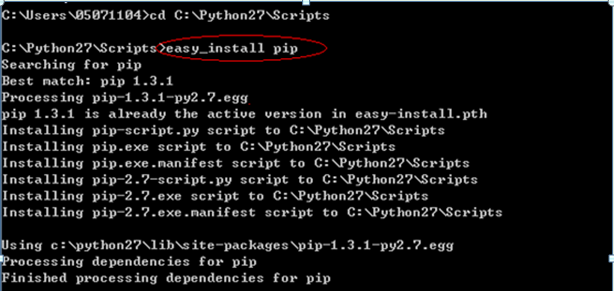 C:\Users\05071104>cd C:\Python27\Scripts
C:\Python27\Scripts>easy_install pip
Searching for pip
Best match: pip 1.3.1
Processing pip-1.3.1-py2.7.egg
pip 1.3.1 is already the active version in easy-install.pth
Installing pip-script.py script to C:\Python27\Scripts
Installing pip.exe script to C:\Python27\Scripts
Installing pip.exe.manifest script to C:\Python27\Scripts
Installing pip-2.7-script.py script to C:\Python27\Scripts
Installing pip-2.7.exe script to C:\Python27\Scripts
Installing pip-2.7.exe.manifest script to C:\Python27\Scripts
Using c:\python27\lib\site-packages\pip-1.3.1-py2.7.egg
Processing dependencies for pip
Finished processing dependencies for pip